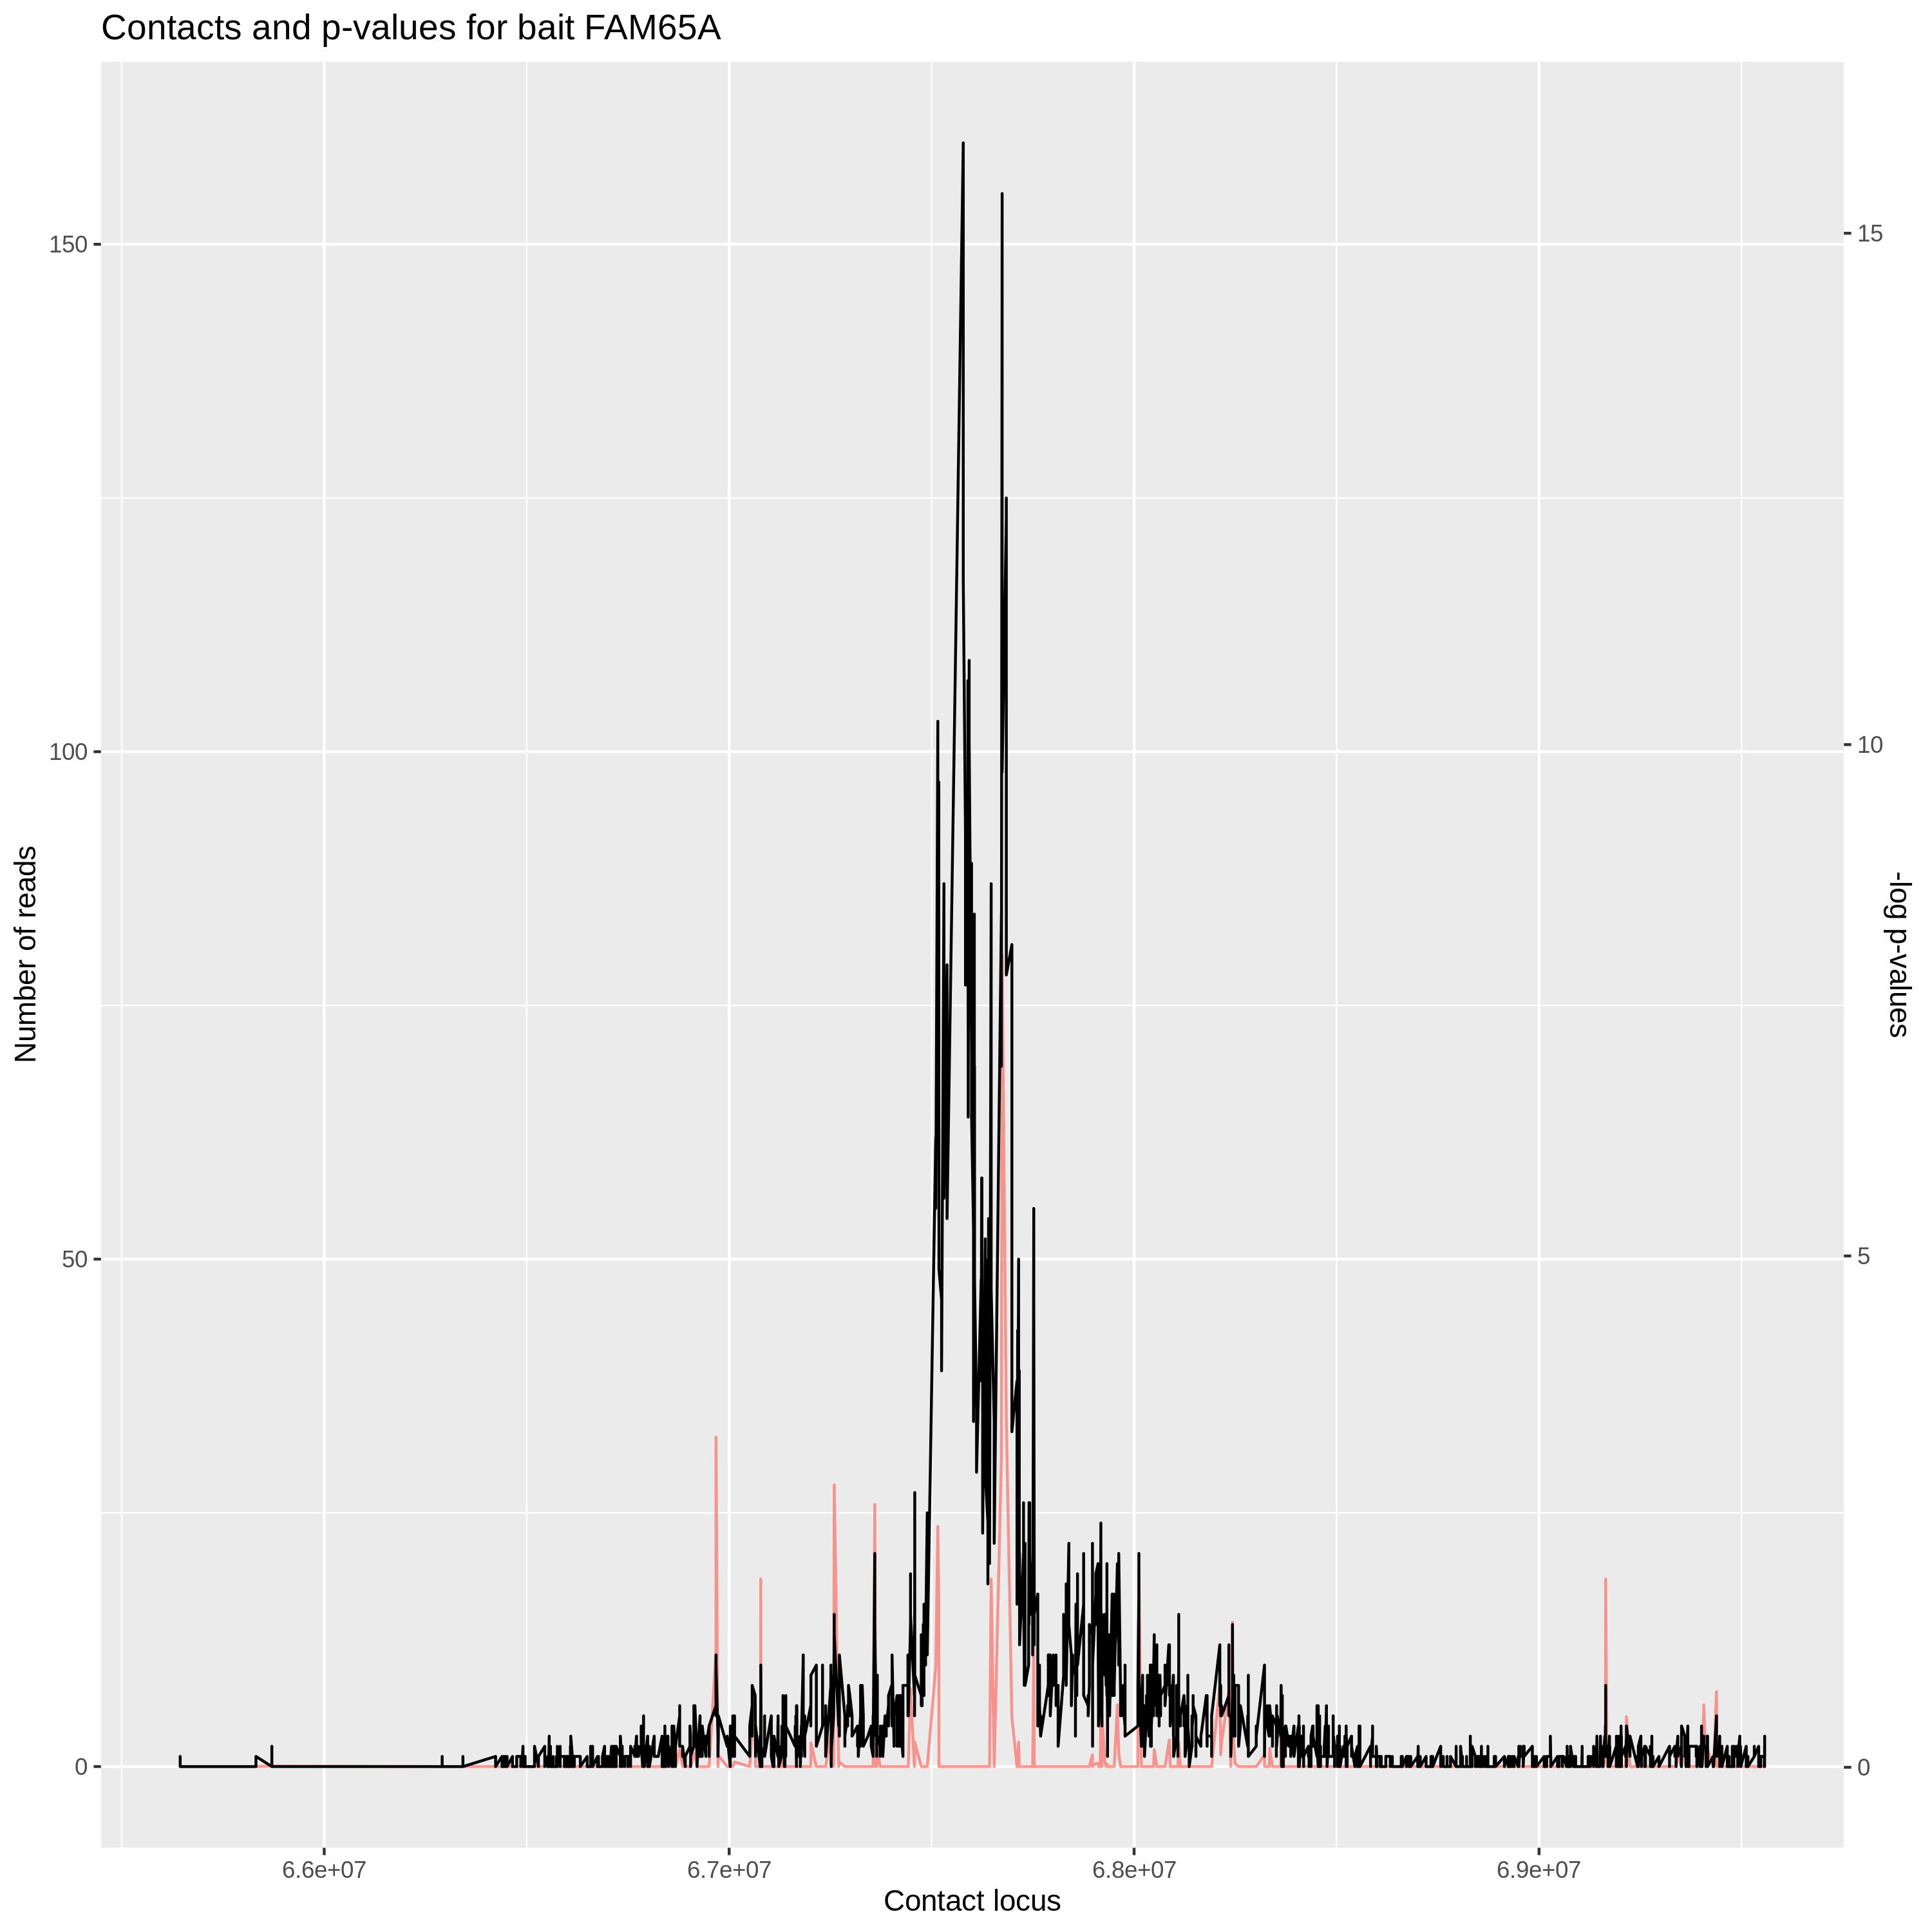 Contacts and p-values for bait FAM65A
150
100
50
0
15
10
5
0
Number of reads
-log p-values
6.6e+07 6.7e+07 6.8e+07 6.9e+07
Contact locus